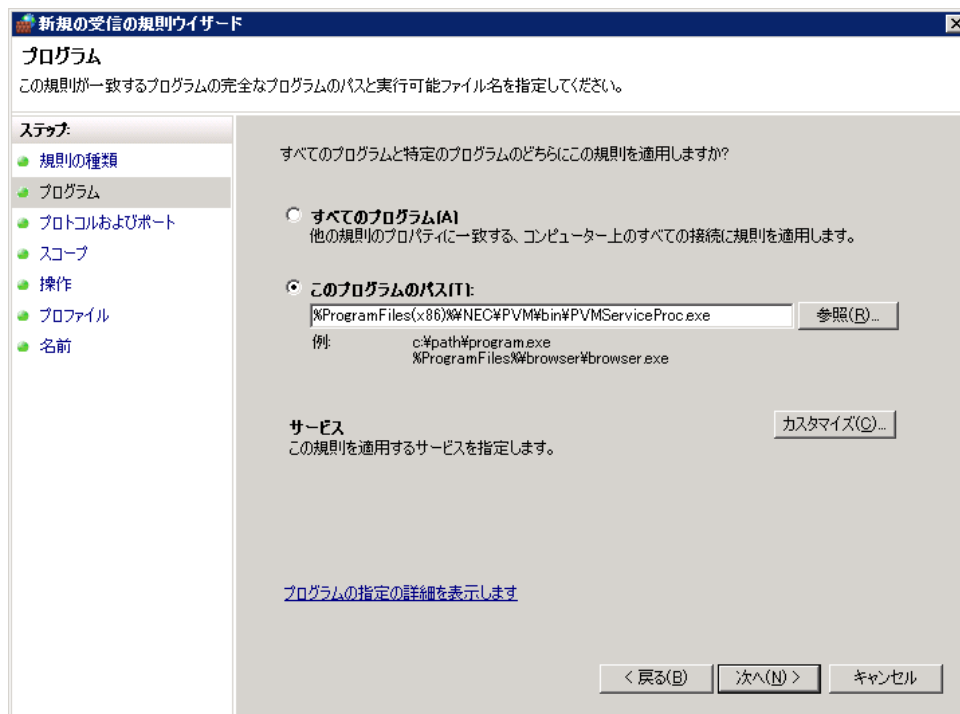 新規の受信の規則ウィザード
プログラム
この規則が一致するプログラムの完全なプログラムのパスと実行可能ファイル名を指定してください。
ステップ:
規則の種類
プログラム
プロトコルおよびポート
スコープ
操作
プロファイル
名前
すべてのプログラムと特定のプログラムのどちらにこの規則を適用しますか?
すべてのプログラム(A)
他の規則のプロパティに一致する、コンピューター上のすべての接続に規則を適用します。
このプログラムのパス(T):
%ProgramFiles(x86)%¥NEC¥PVM¥bin¥PVMServiceProc.exe
参照(R)...
例: c:¥path¥program.exe
%ProgramFiles%¥browser¥browser.exe
サービス
カスタマイズ(C)...
この規則を適用するサービスを指定します。
プログラムの指定の詳細を表示します
< 戻る(B)
次へ(N) >
キャンセル